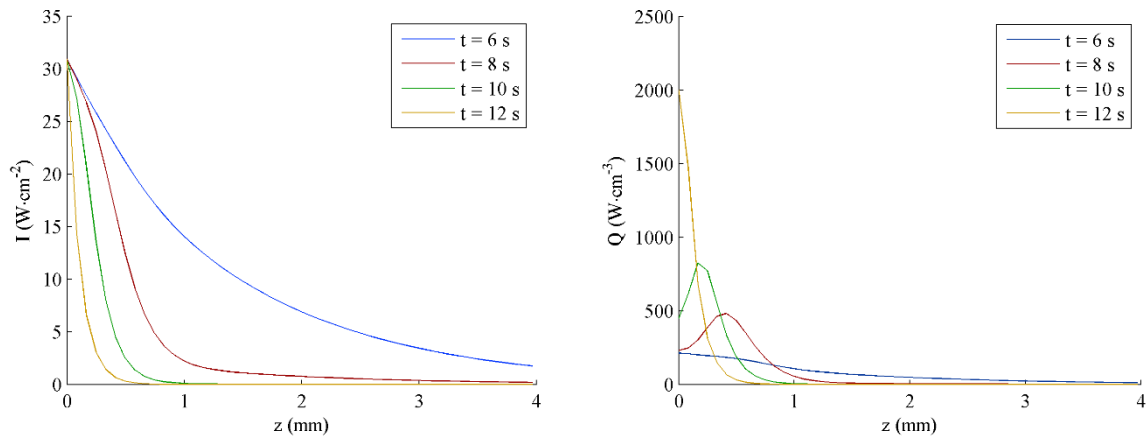 35
30
25
20
15
10
5
0
I (W·cm-2)
0 1 2 3 4
z (mm)
t = 6 s
t = 8 s
t = 10 s
t = 12 s
2500
2000
1500
1000
500
0
Q (W·cm-3)
0 1 2 3 4
z (mm)
t = 6 s
t = 8 s
t = 10 s
t = 12 s